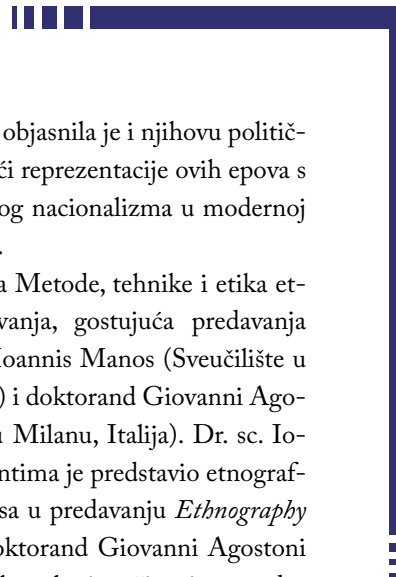 objasnila je i njihovu politič-
ći reprezentacije ovih epova s
og nacionalizma u modernoj
.
a Metode, tehnike i etika et-
vanja, gostujuća predavanja
Ioannis Manos (Sveučilište u
) i doktorand Giovanni Ago-
u Milanu, Italija). Dr. sc. Io-
ntima je predstavio etnograf-
sa u predavanju Ethnography
oktorand Giovanni Agostoni